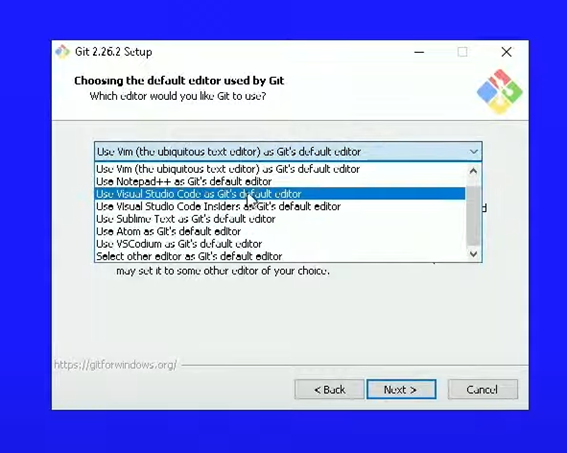 Git 2.26.2 Setup
Choosing the default editor used by Git
Which editor would you like Git to use?
Use Vim (the ubiquitous text editor) as Git's default editor
Use Vim (the ubiquitous text editor) as Git's default editor
Use Notepad++ as Git's default editor
Use Visual Studio Code as Git's default editor
Use Visual Studio Code Insiders as Git's default editor
Use Sublime Text as Git's default editor
Use Atom as Git's default editor
Use VSCodium as Git's default editor
Select other editor as Git's default editor
may set it to some other editor of your choice.
https://gitforwindows.org/
< Back
Next >
Cancel